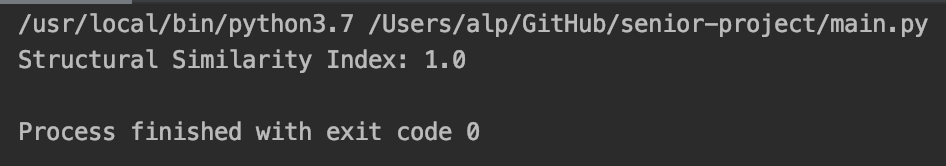 /usr/local/bin/python3.7 /Users/alp/GitHub/senior-project/main.py
Structural Similarity Index: 1.0
Process finished with exit code 0